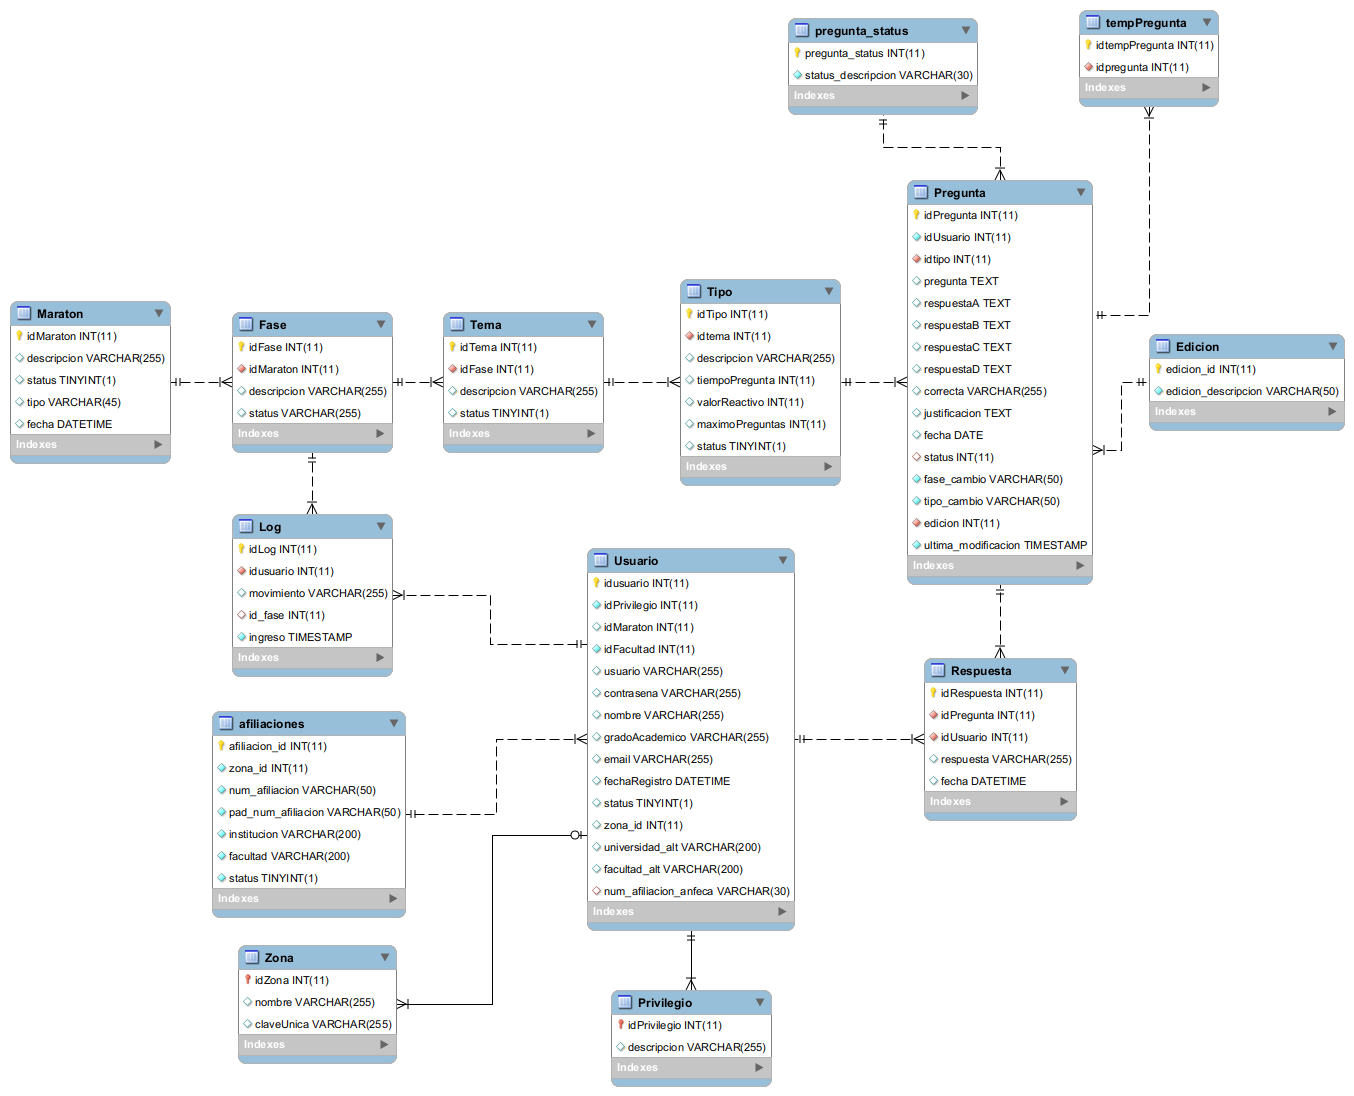 pregunta_status
pregunta_status INT(11)
status_descripcion VARCHAR(30)
Indexes
tempPregunta
idtempPregunta INT(11)
idpregunta INT(11)
Indexes
Pregunta
idPregunta INT(11)
idUsuario INT(11)
idtipo INT(11)
pregunta TEXT
respuestaA TEXT
respuestaB TEXT
respuestaC TEXT
respuestaD TEXT
correcta VARCHAR(255)
justificacion TEXT
fecha DATE
status INT(11)
fase_cambio VARCHAR(50)
tipo_cambio VARCHAR(50)
edicion INT(11)
ultima_modificacion TIMESTAMP
Indexes
Maraton
idMaraton INT(11)
descripcion VARCHAR(255)
status TINYINT(1)
tipo VARCHAR(45)
fecha DATETIME
Indexes
Fase
idFase INT(11)
idMaraton INT(11)
descripcion VARCHAR(255)
status VARCHAR(255)
Indexes
Tema
idTema INT(11)
idFase INT(11)
descripcion VARCHAR(255)
status TINYINT(1)
Indexes
Tipo
idTipo INT(11)
idtema INT(11)
descripcion VARCHAR(255)
tiempoPregunta INT(11)
valorReactivo INT(11)
maximoPreguntas INT(11)
status TINYINT(1)
Indexes
Edicion
edicion_id INT(11)
edicion_descripcion VARCHAR(50)
Indexes
Log
idLog INT(11)
idusuario INT(11)
movimiento VARCHAR(255)
id_fase INT(11)
ingreso TIMESTAMP
Indexes
Usuario
idusuario INT(11)
idPrivilegio INT(11)
idMaraton INT(11)
idFacultad INT(11)
usuario VARCHAR(255)
contrasena VARCHAR(255)
nombre VARCHAR(255)
gradoAcademico VARCHAR(255)
email VARCHAR(255)
fechaRegistro DATETIME
status TINYINT(1)
zona_id INT(11)
universidad_alt VARCHAR(200)
facultad_alt VARCHAR(200)
num_afiliacion_anfeca VARCHAR(30)
Indexes
Respuesta
idRespuesta INT(11)
idPregunta INT(11)
idUsuario INT(11)
respuesta VARCHAR(255)
fecha DATETIME
Indexes
afiliaciones
afiliacion_id INT(11)
zona_id INT(11)
num_afiliacion VARCHAR(50)
pad_num_afiliacion VARCHAR(50)
institucion VARCHAR(200)
facultad VARCHAR(200)
status TINYINT(1)
Indexes
Zona
idZona INT(11)
nombre VARCHAR(255)
claveUnica VARCHAR(255)
Indexes
Privilegio
idPrivilegio INT(11)
descripcion VARCHAR(255)
Indexes